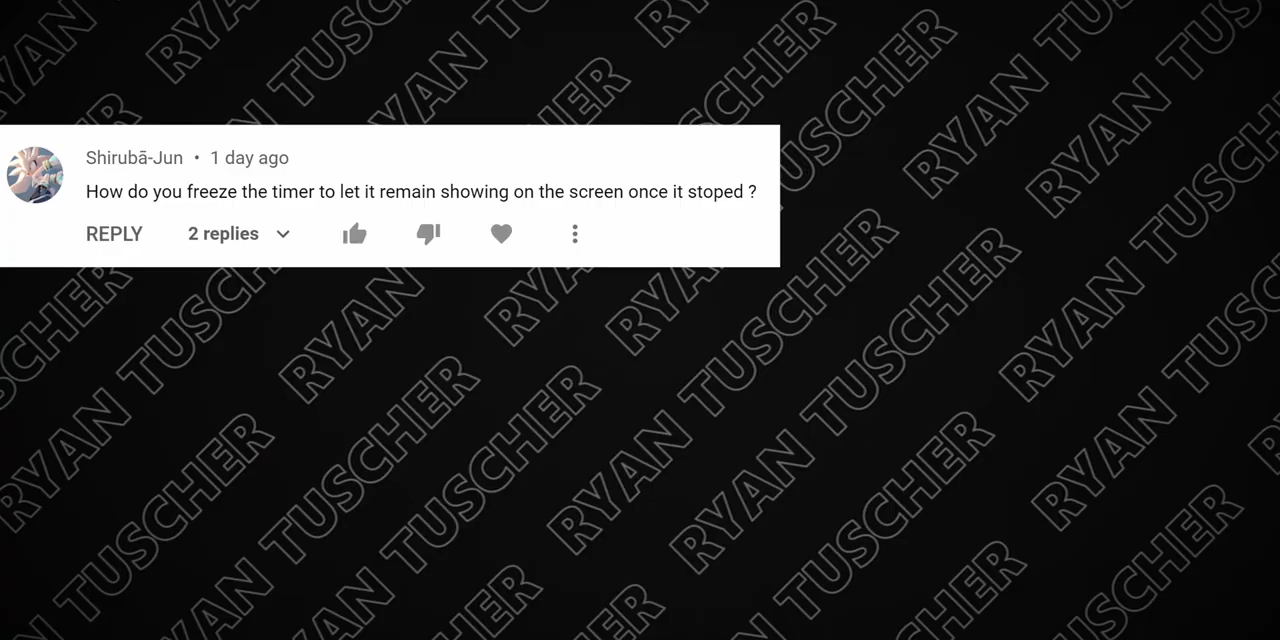 Shirubā-Jun • 1 day ago
How do you freeze the timer to let it remain showing on the screen once it stoped ?
REPLY 2 replies
RYAN TUSCHER